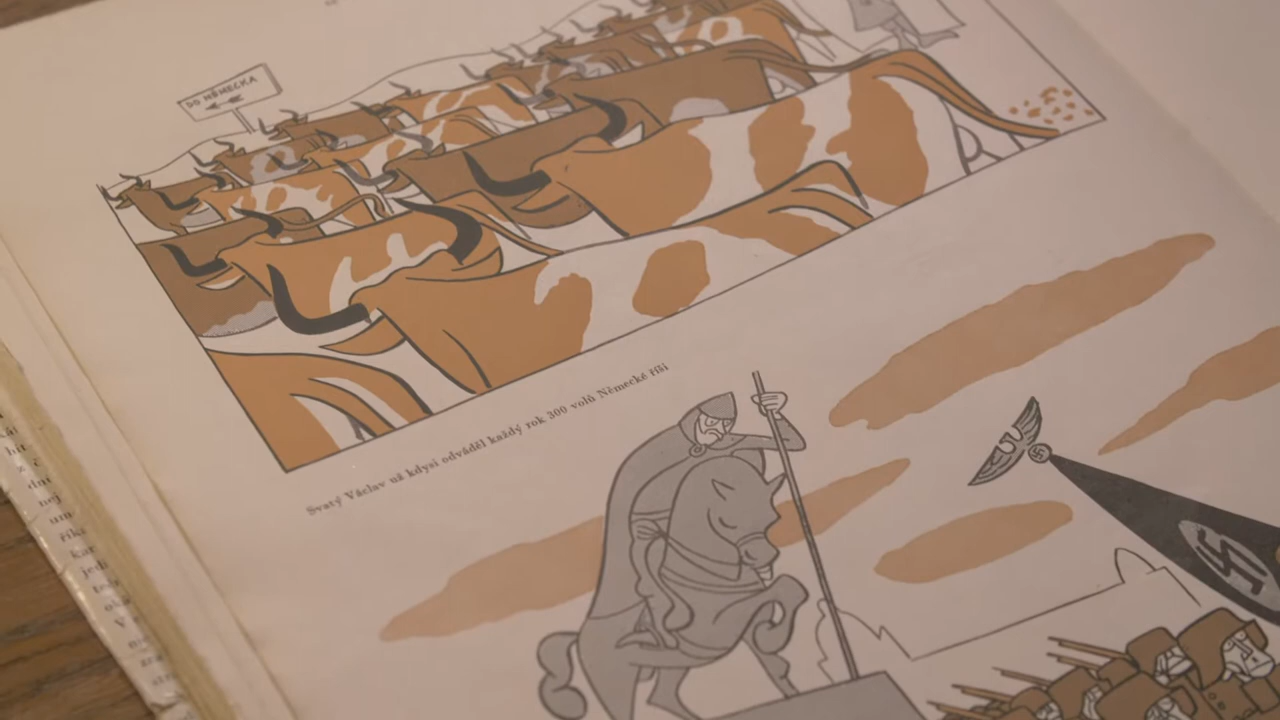 DO NĚMECKA
Svatý Václav už kdysi odváděl každý rok 300 volů Německé říši